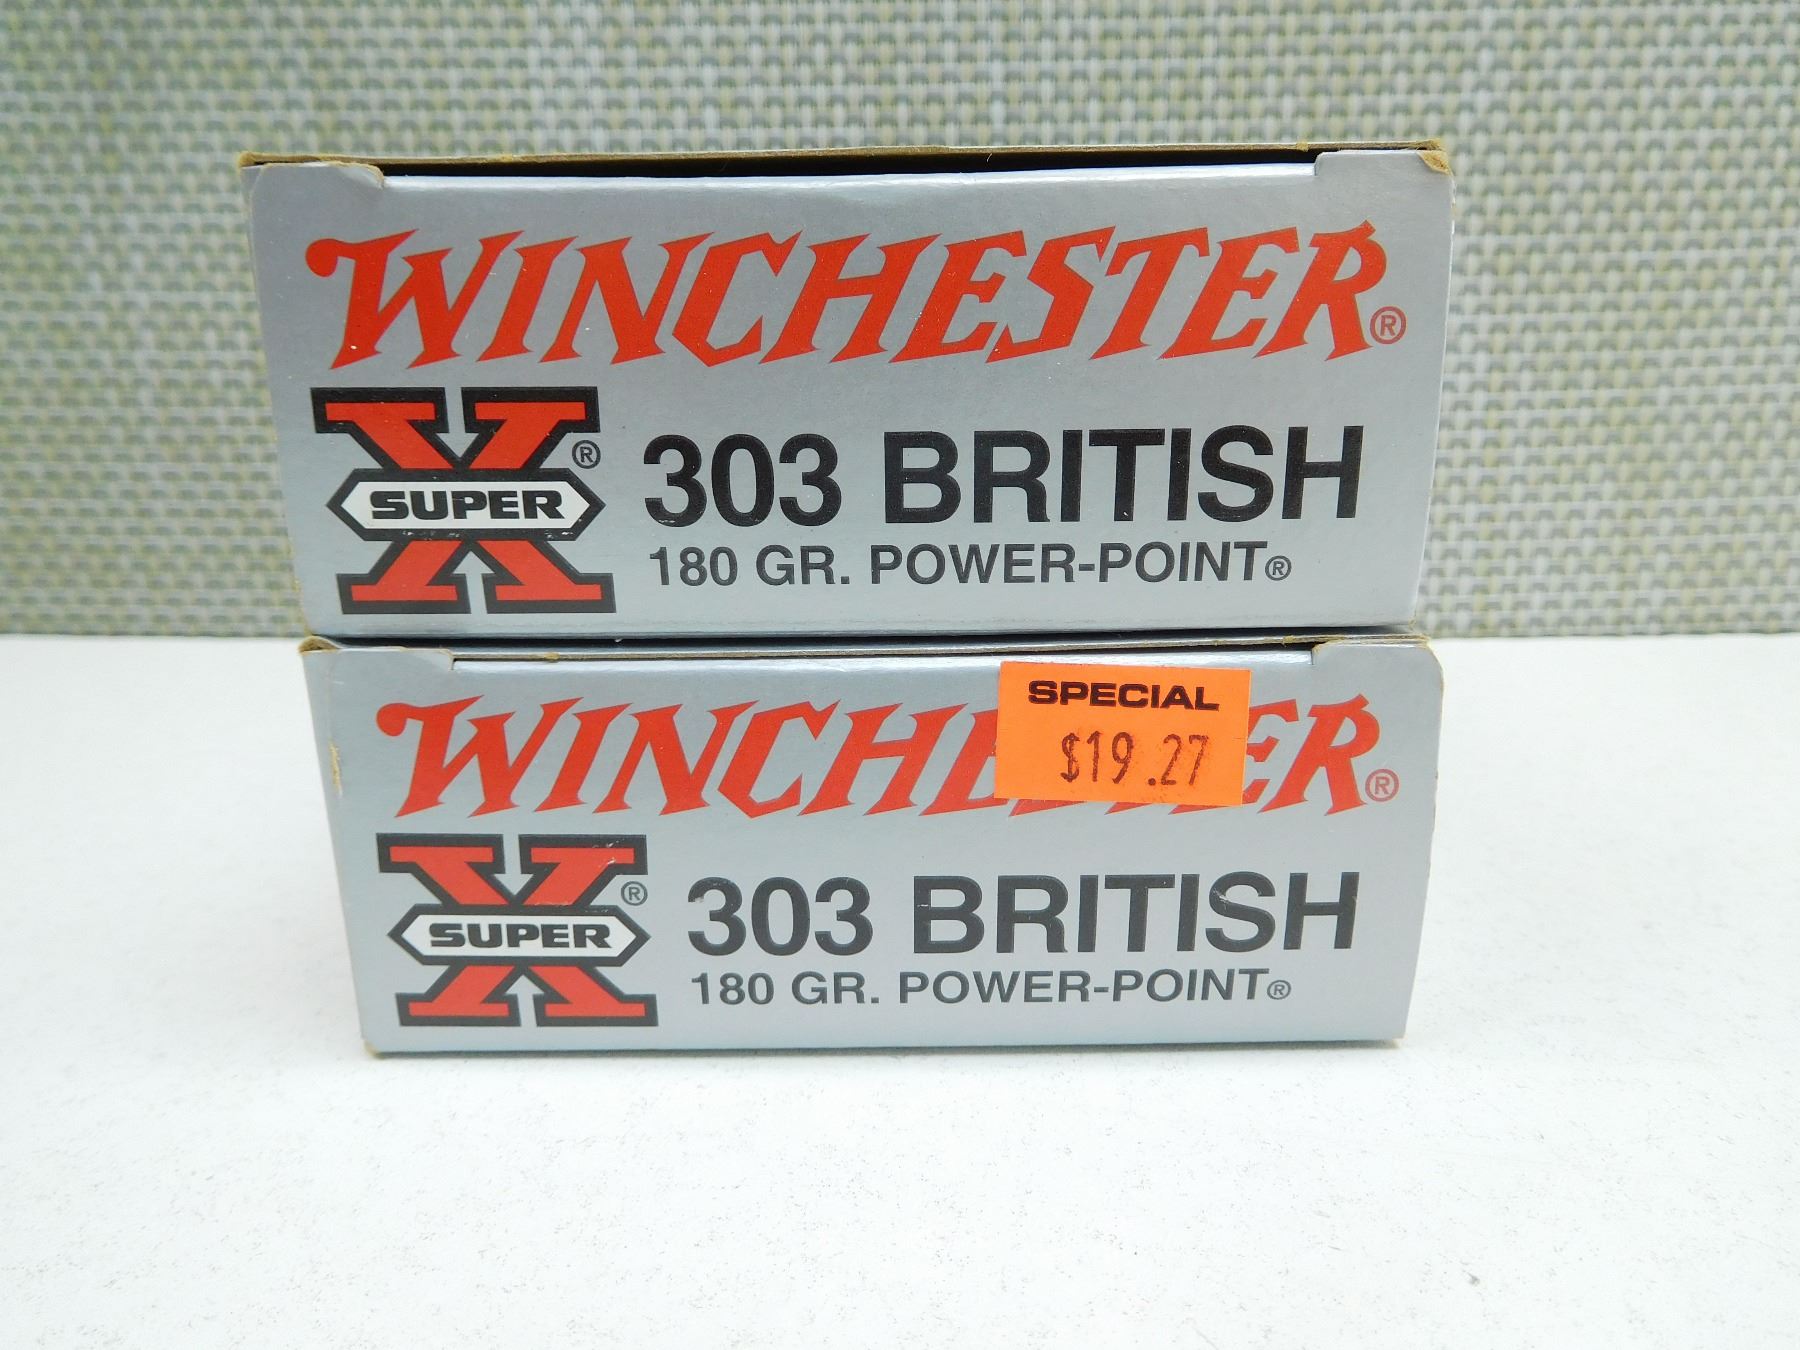 WINCHESTER®
X® SUPER
303 BRITISH
180 GR. POWER-POINT®
SPECIAL
$19.27
WINCHESTER®
X® SUPER
303 BRITISH
180 GR. POWER-POINT®